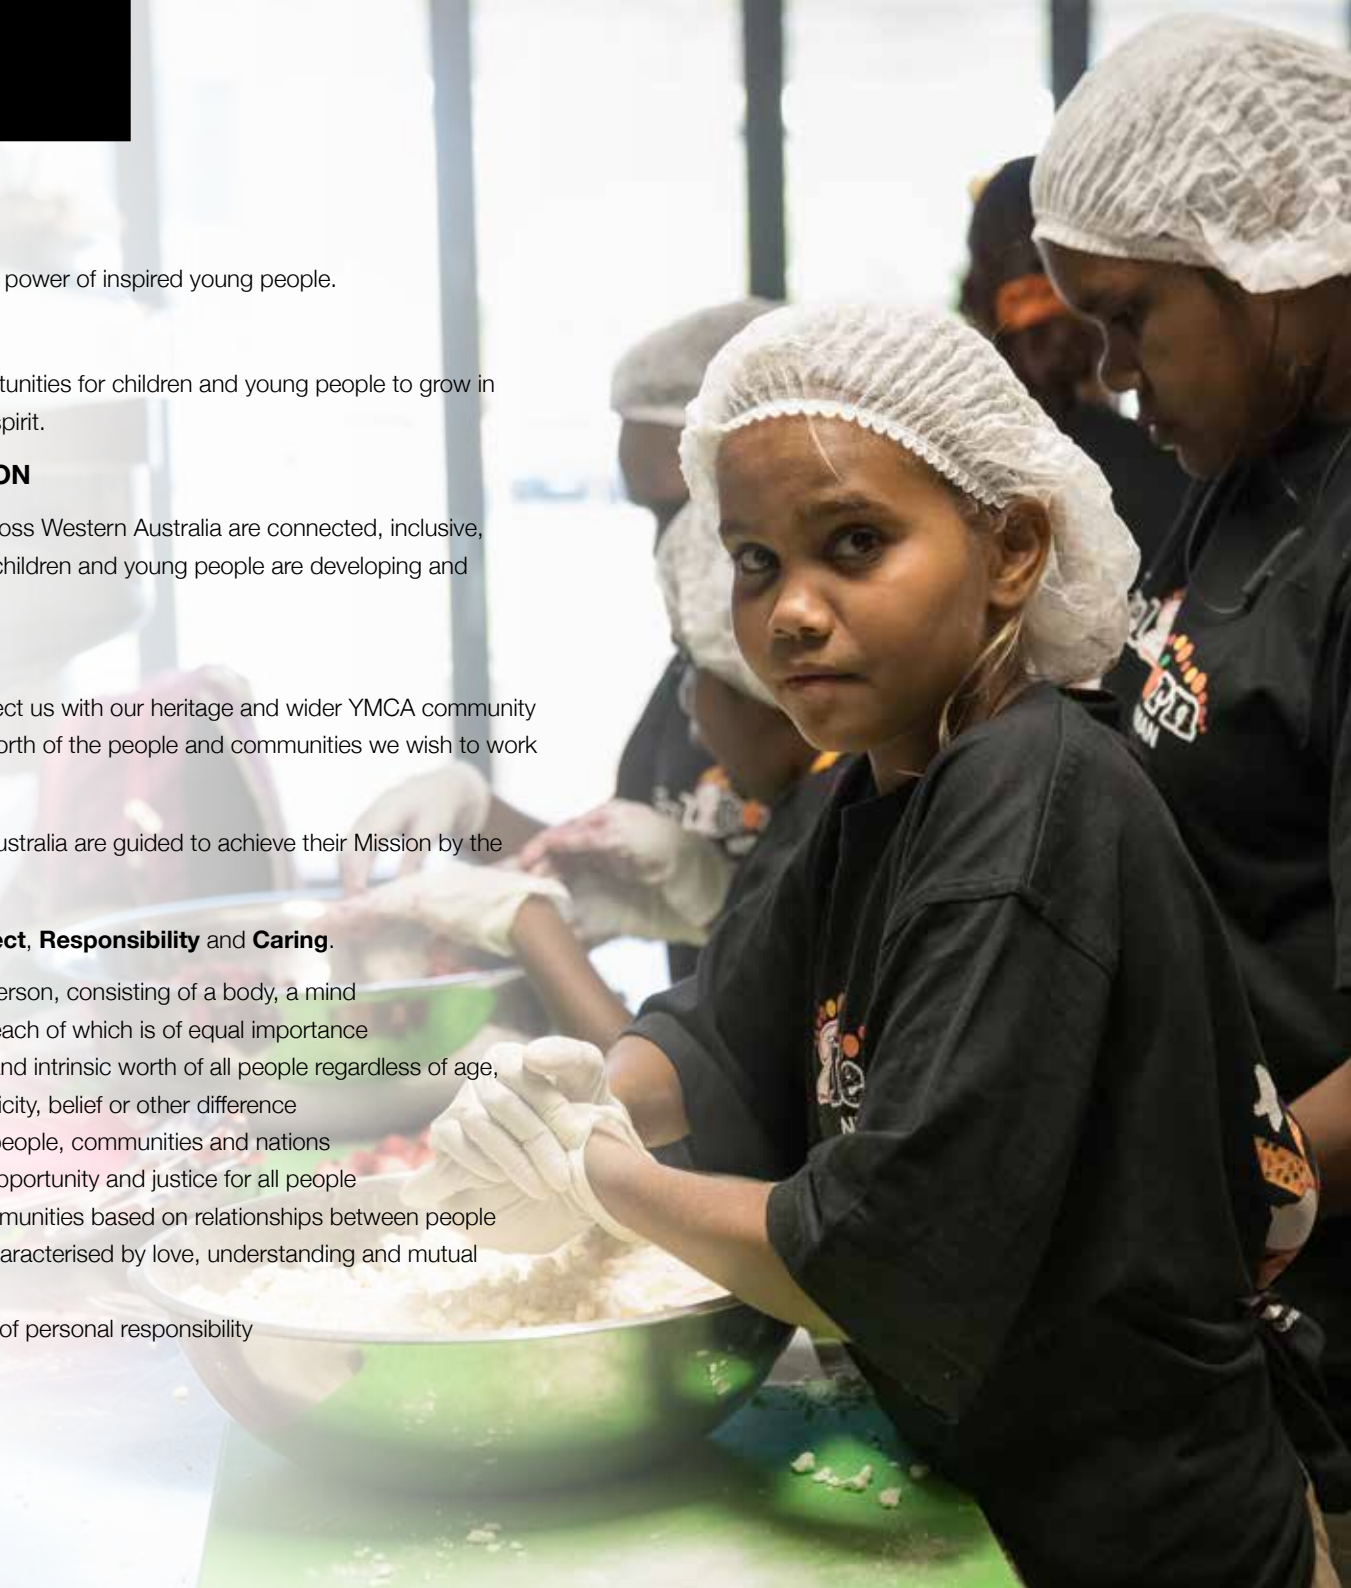 power of inspired young people.
tunities for children and young people to grow in
pirit.
ON
oss Western Australia are connected, inclusive,
children and young people are developing and
ect us with our heritage and wider YMCA community
orth of the people and communities we wish to work
ustralia are guided to achieve their Mission by the
ect, Responsibility and Caring.
erson, consisting of a body, a mind
each of which is of equal importance
nd intrinsic worth of all people regardless of age,
icity, belief or other difference
people, communities and nations
pportunity and justice for all people
munities based on relationships between people
aracterised by love, understanding and mutual
of personal responsibility